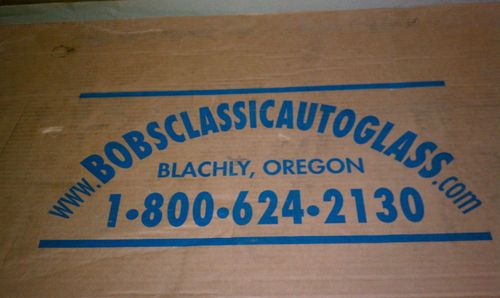 www.BOBSCLASSICAUTOGLASS.com
BLACHLY, OREGON
1•800•624•2130